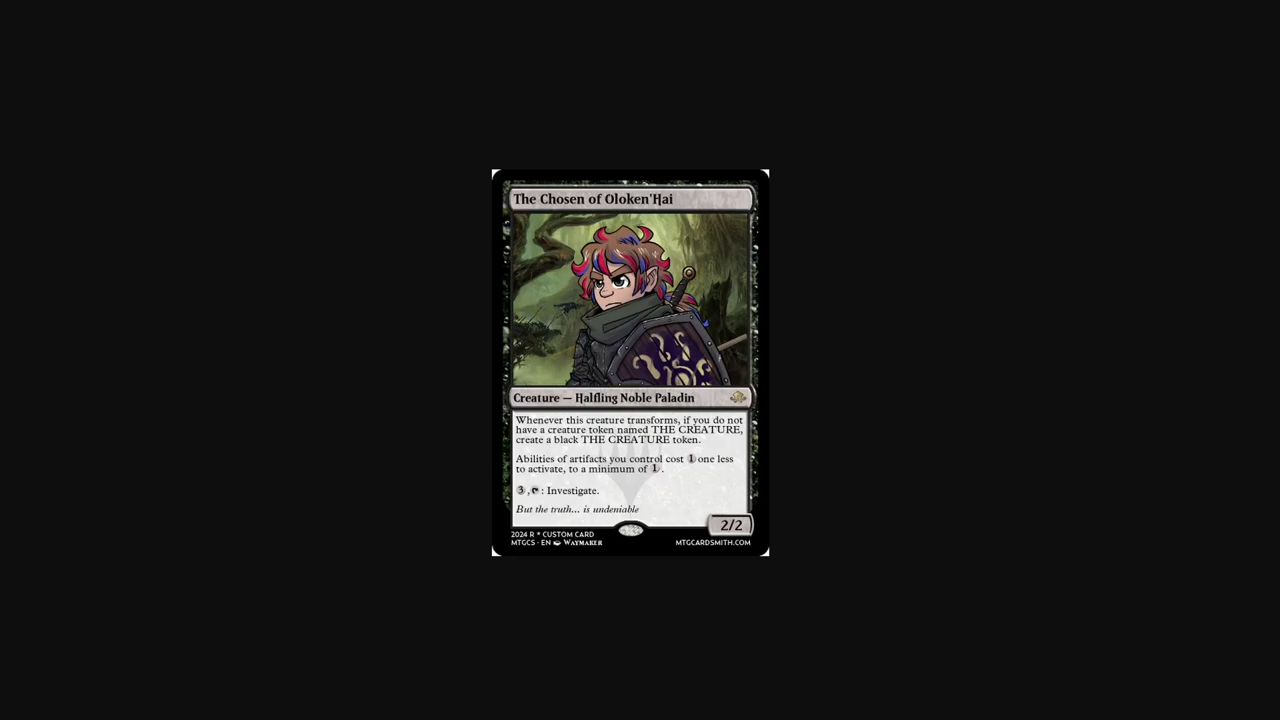 The Chosen of Oloken'Hai
Creature — Halfling Noble Paladin
Whenever this creature transforms, if you do not
have a creature token named THE CREATURE,
create a black THE CREATURE token.
Abilities of artifacts you control cost 1 one less
to activate, to a minimum of 1.
3, : Investigate.
But the truth... is undeniable
2/2
2024 R * CUSTOM CARD
MTGCS · EN WAYMAKER
MTGCARDSMITH.COM